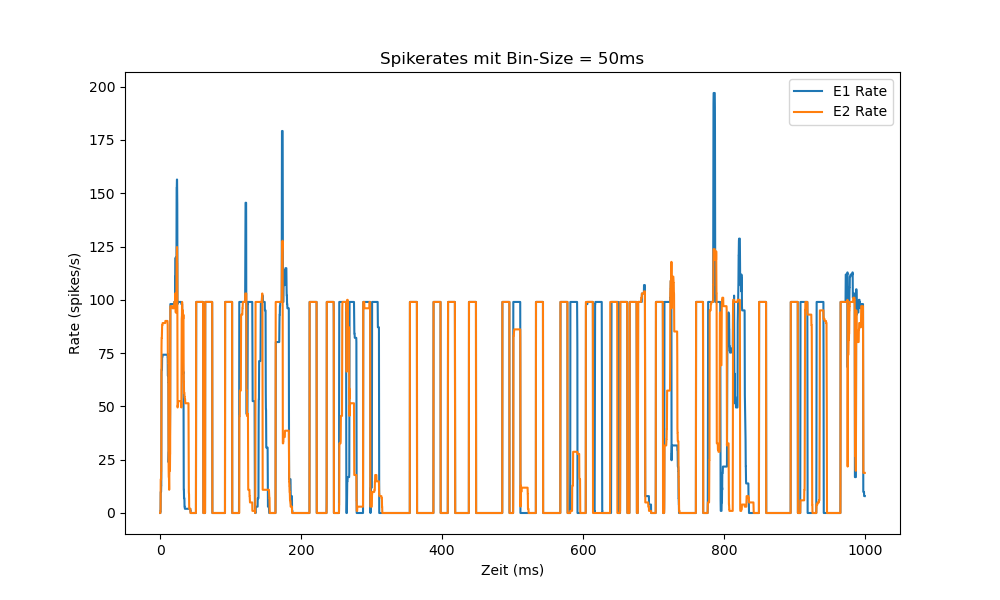 Spikerates mit Bin-Size = 50ms
E1 Rate
E2 Rate
200
175
150
125
100
75
50
25
0
Rate (spikes/s)
0 200 400 600 800 1000
Zeit (ms)